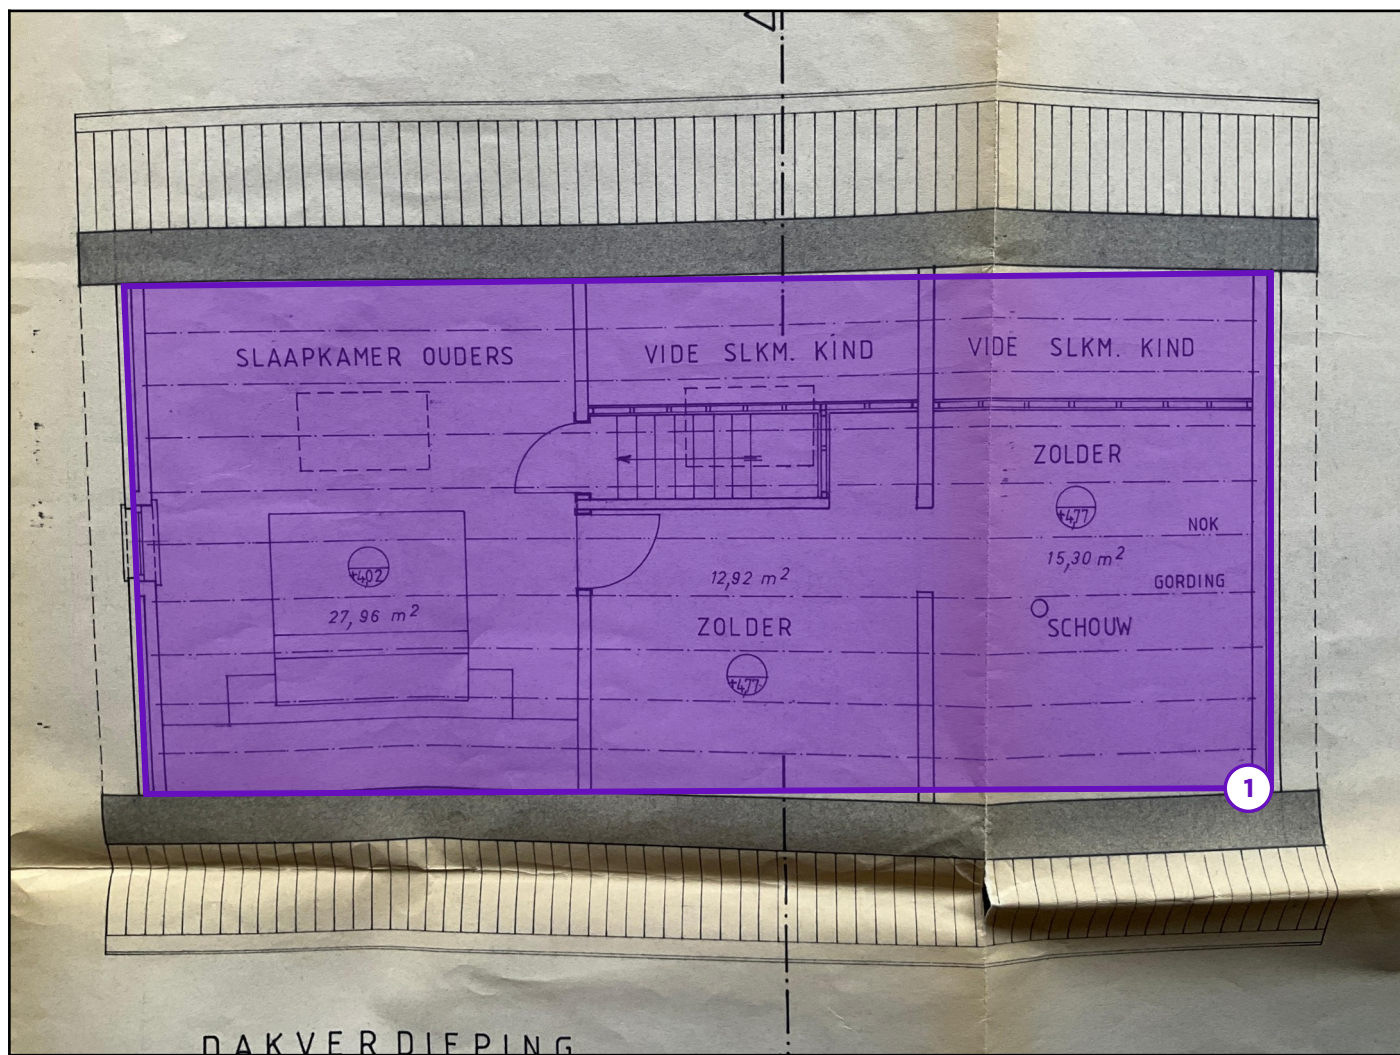 SLAAPKAMER OUDERS
VIDE SLKM. KIND
VIDE SLKM. KIND
ZOLDER
+4,77
NOK
15,30 m²
GORDING
SCHOUW
+4,02
27,96 m²
12,92 m²
ZOLDER
+4,77
1
DAKVERDIEPING